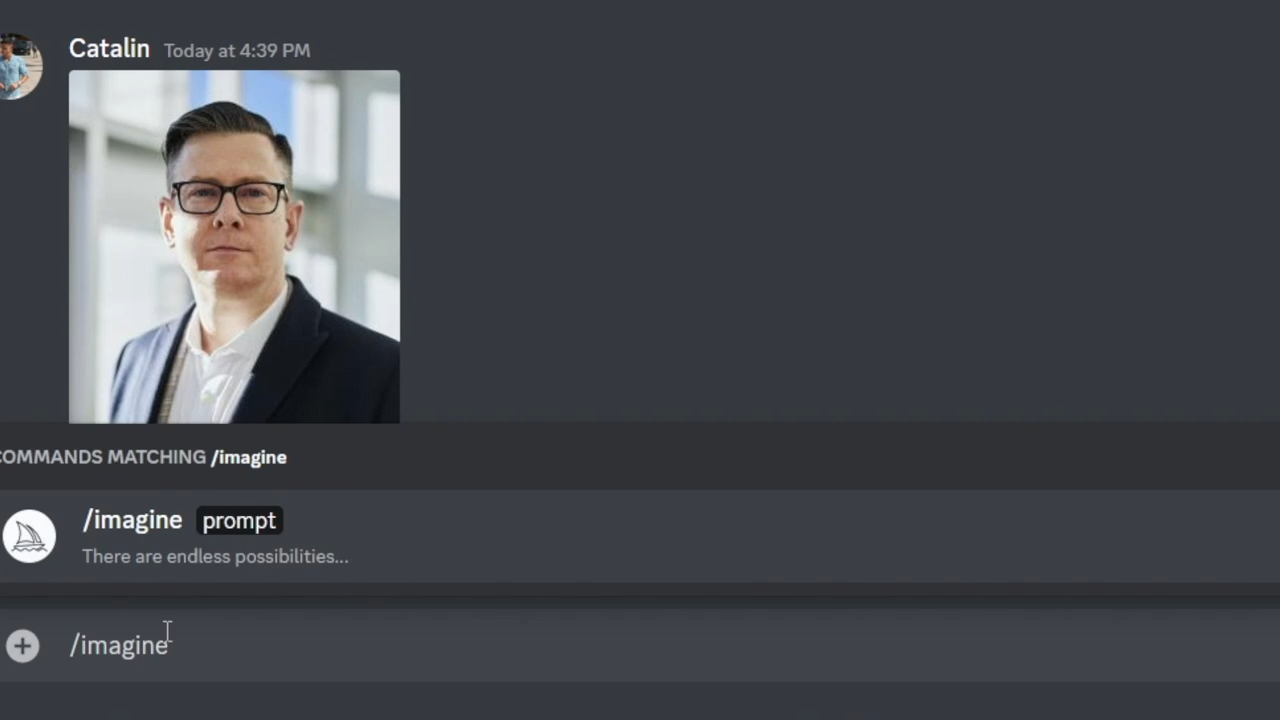 Catalin Today at 4:39 PM
COMMANDS MATCHING /imagine
/imagine prompt
There are endless possibilities...
/imagine